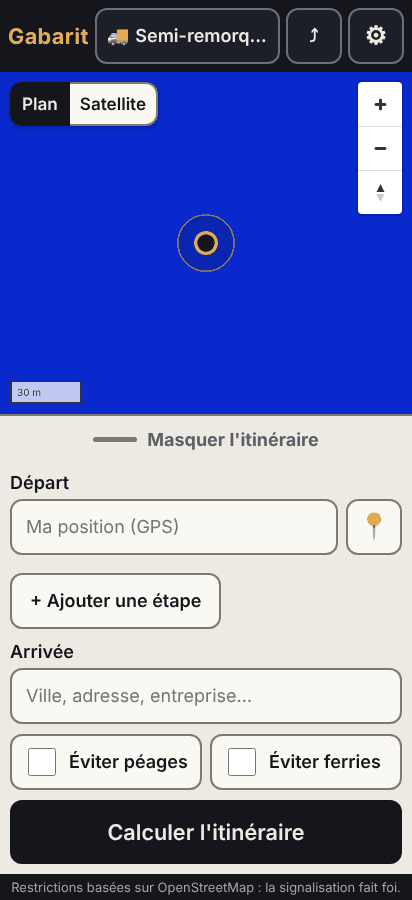 Gabarit
Semi-remorq...
Plan
Satellite
30 m
Masquer l'itinéraire
Départ
Ma position (GPS)
+ Ajouter une étape
Arrivée
Ville, adresse, entreprise...
Éviter péages
Éviter ferries
Calculer l'itinéraire
Restrictions basées sur OpenStreetMap : la signalisation fait foi.